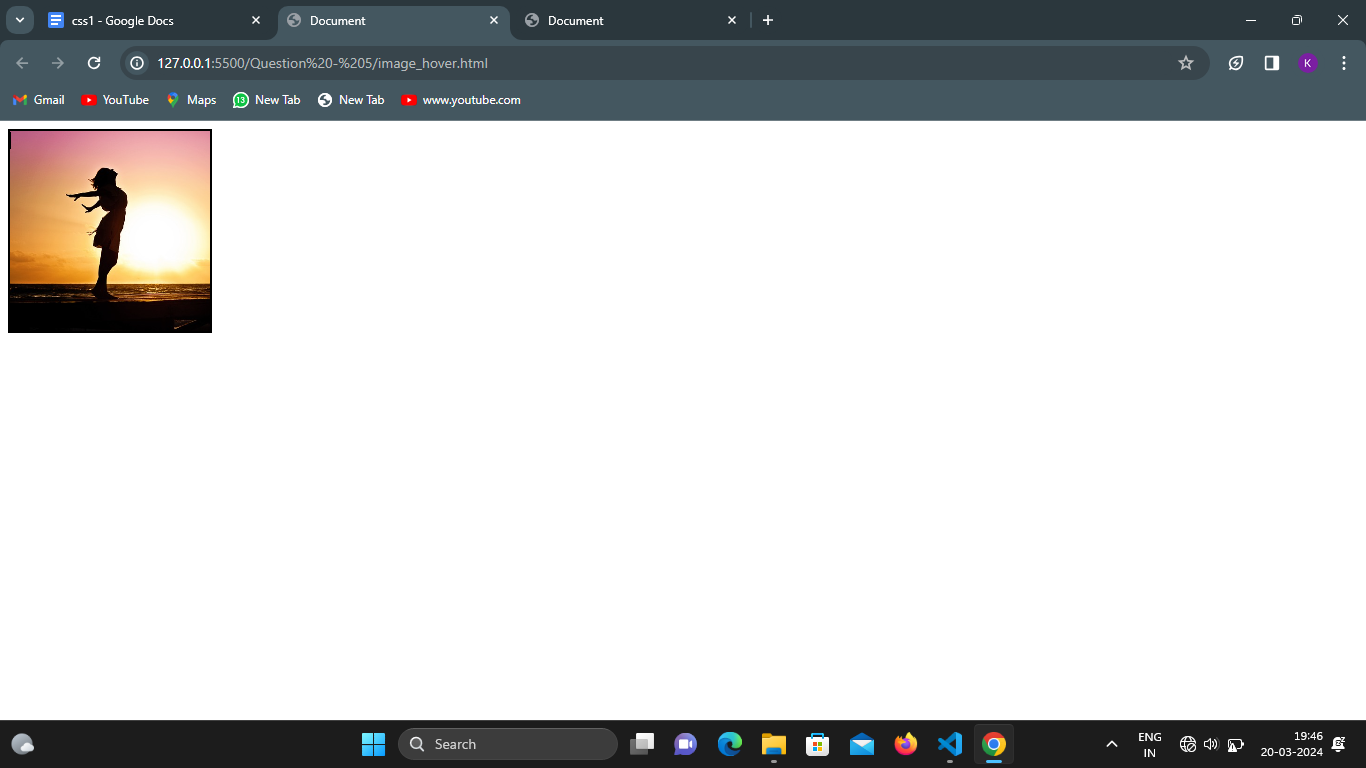 css1 - Google Docs
Document
Document
127.0.0.1:5500/Question%20-%205/image_hover.html
K
Gmail
YouTube
Maps
13
New Tab
New Tab
www.youtube.com
Search
ENG
IN
19:46
20-03-2024